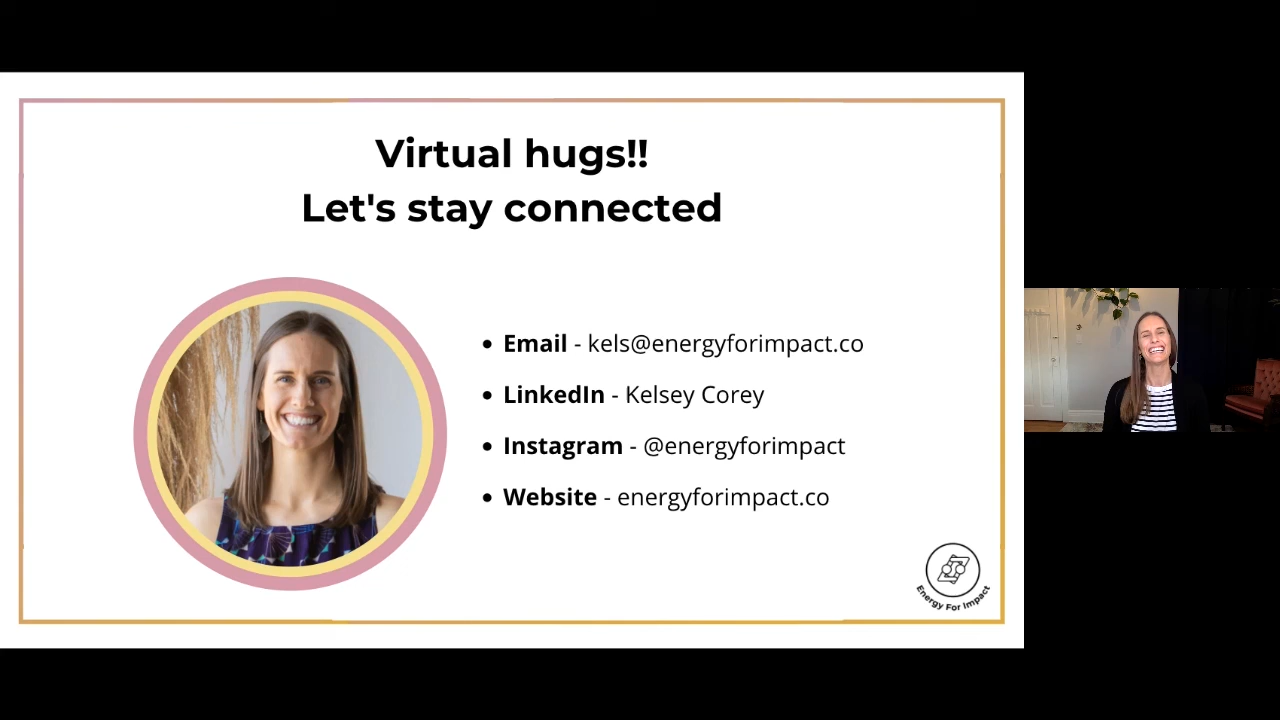 Virtual hugs!!
Let's stay connected
Email - kels@energyforimpact.co
LinkedIn - Kelsey Corey
Instagram - @energyforimpact
Website - energyforimpact.co
Energy For Impact